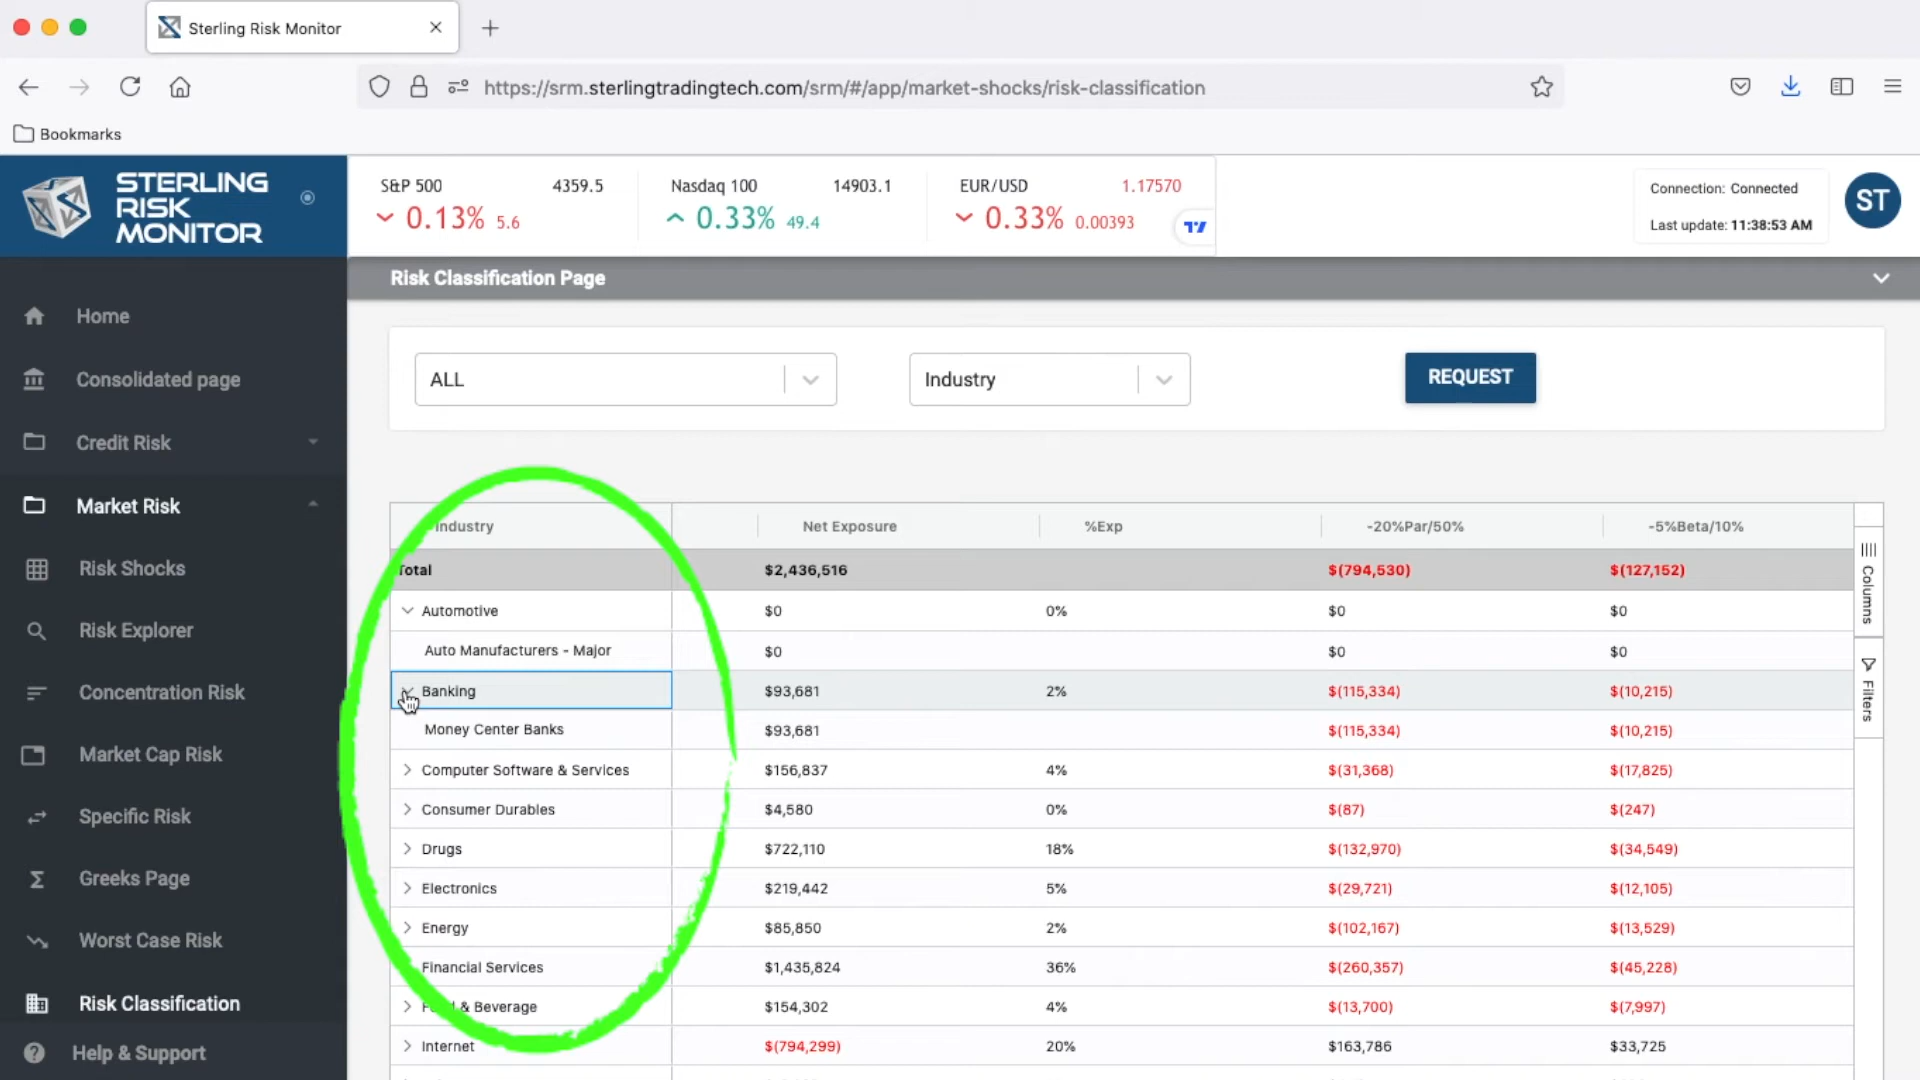 Sterling Risk Monitor
https://srm.sterlingtradingtech.com/srm/#/app/market-shocks/risk-classification
Bookmarks
STERLING
RISK
MONITOR
S&P 500 4359.5
0.13% 5.6
Nasdaq 100 14903.1
0.33% 49.4
EUR/USD 1.17570
0.33% 0.00393
Connection: Connected
Last update: 11:38:53 AM
ST
Risk Classification Page
Home
Consolidated page
Credit Risk
Market Risk
Risk Shocks
Risk Explorer
Concentration Risk
Market Cap Risk
Specific Risk
Greeks Page
Worst Case Risk
Risk Classification
Help & Support
ALL
Industry
REQUEST
Industry Net Exposure %Exp -20%Par/50% -5%Beta/10%
Total $2,436,516 $(794,530) $(127,152)
Automotive $0 0% $0 $0
Auto Manufacturers - Major $0 $0 $0
Banking $93,681 2% $(115,334) $(10,215)
Money Center Banks $93,681 $(115,334) $(10,215)
Computer Software & Services $156,837 4% $(31,368) $(17,825)
Consumer Durables $4,580 0% $(87) $(247)
Drugs $722,110 18% $(132,970) $(34,549)
Electronics $219,442 5% $(29,721) $(12,105)
Energy $85,850 2% $(102,167) $(13,529)
Financial Services $1,435,824 36% $(260,357) $(45,228)
Food & Beverage $154,302 4% $(13,700) $(7,997)
Internet $(794,299) 20% $163,786 $33,725
Columns
Filters